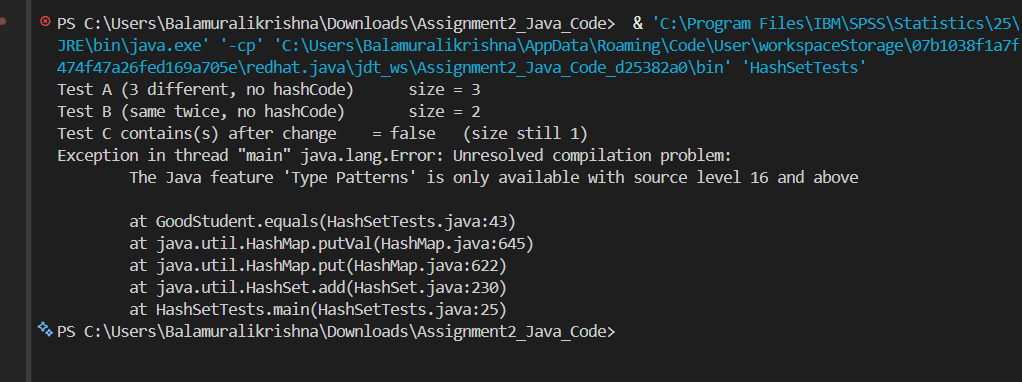 PS C:\Users\Balamuralikrishna\Downloads\Assignment2_Java_Code>  & 'C:\Program Files\IBM\SPSS\Statistics\25\
JRE\bin\java.exe' '-cp' 'C:\Users\Balamuralikrishna\AppData\Roaming\Code\User\workspaceStorage\07b1038f1a7f
474f47a26fed169a705e\redhat.java\jdt_ws\Assignment2_Java_Code_d25382a0\bin' 'HashSetTests'
Test A (3 different, no hashCode)      size = 3
Test B (same twice, no hashCode)       size = 2
Test C contains(s) after change    = false   (size still 1)
Exception in thread "main" java.lang.Error: Unresolved compilation problem:
        The Java feature 'Type Patterns' is only available with source level 16 and above
        at GoodStudent.equals(HashSetTests.java:43)
        at java.util.HashMap.putVal(HashMap.java:645)
        at java.util.HashMap.put(HashMap.java:622)
        at java.util.HashSet.add(HashSet.java:230)
        at HashSetTests.main(HashSetTests.java:25)
PS C:\Users\Balamuralikrishna\Downloads\Assignment2_Java_Code>